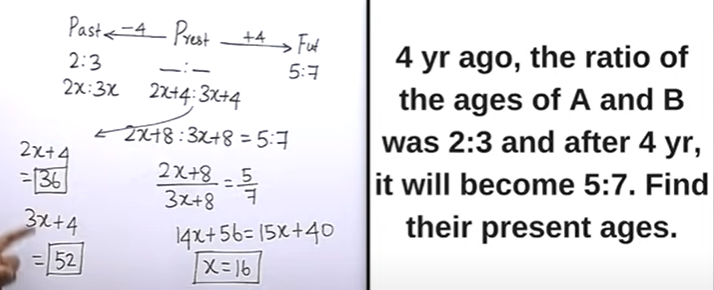 Past ←-4— Prest —+4→ Fut
2:3 —:— 5:7
2x:3x 2x+4:3x+4
2x+8:3x+8=5:7
2x+4
=36
3x+4
=52
2x+8/3x+8=5/7
14x+56=15x+40
x=16
4 yr ago, the ratio of
the ages of A and B
was 2:3 and after 4 yr,
it will become 5:7. Find
their present ages.